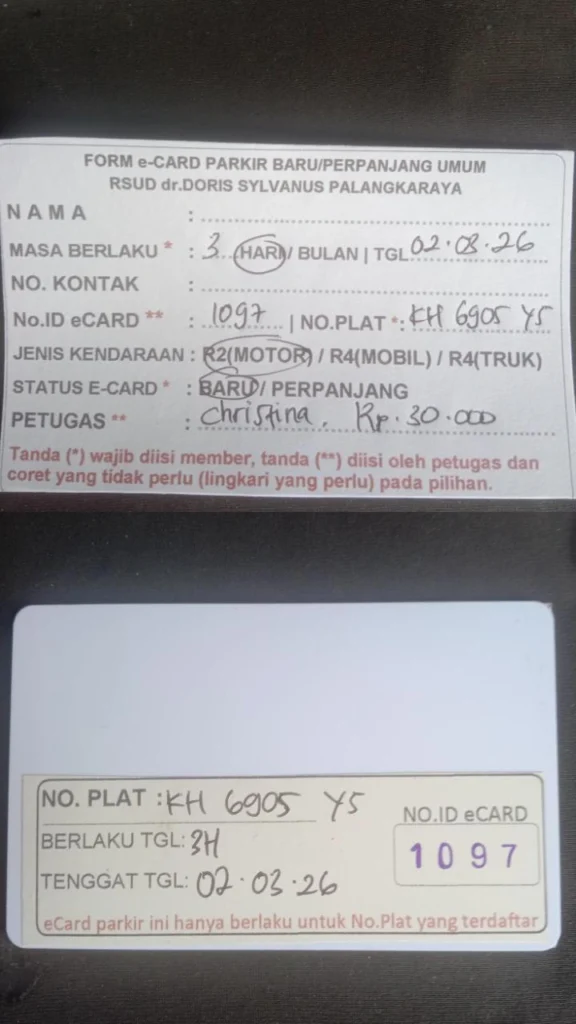 FORM e-CARD PARKIR BARU/PERPANJANG UMUM
RSUD dr.DORIS SYLVANUS PALANGKARAYA
NAMA :
MASA BERLAKU * : 3 (HARI)/ BULAN | TGL 02.03.26
NO. KONTAK :
No.ID eCARD ** : 1097 | NO.PLAT *: KH 6905 YS
JENIS KENDARAAN : R2(MOTOR) / R4(MOBIL) / R4(TRUK)
STATUS E-CARD * : BARU / PERPANJANG
PETUGAS ** : Christina, Rp. 30.000
Tanda (*) wajib diisi member, tanda (**) diisi oleh petugas dan
coret yang tidak perlu (lingkari yang perlu) pada pilihan.
NO. PLAT : KH 6905 YS
BERLAKU TGL: 3H
TENGGAT TGL: 02.03.26
NO.ID eCARD
1097
eCard parkir ini hanya berlaku untuk No.Plat yang terdaftar